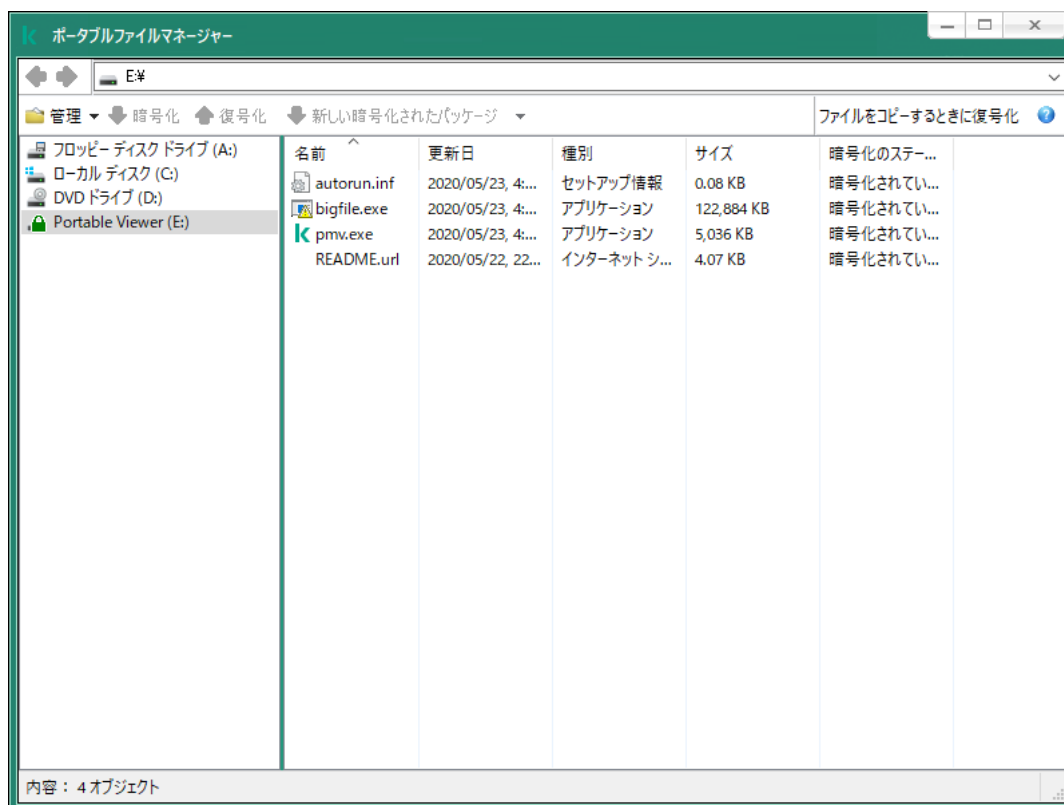 ポータブルファイルマネージャー
E:¥
管理 暗号化 復号化 新しい暗号化されたパッケージ ファイルをコピーするときに復号化
フロッピー ディスク ドライブ (A:)
ローカル ディスク (C:)
DVD ドライブ (D:)
Portable Viewer (E:)
名前 更新日 種別 サイズ 暗号化のステー...
autorun.inf 2020/05/23, 4:... セットアップ情報 0.08 KB 暗号化されてい...
bigfile.exe 2020/05/23, 4:... アプリケーション 122,884 KB 暗号化されてい...
pmv.exe 2020/05/23, 4:... アプリケーション 5,036 KB 暗号化されてい...
README.url 2020/05/22, 22... インターネット シ... 4.07 KB 暗号化されてい...
内容： 4 オブジェクト